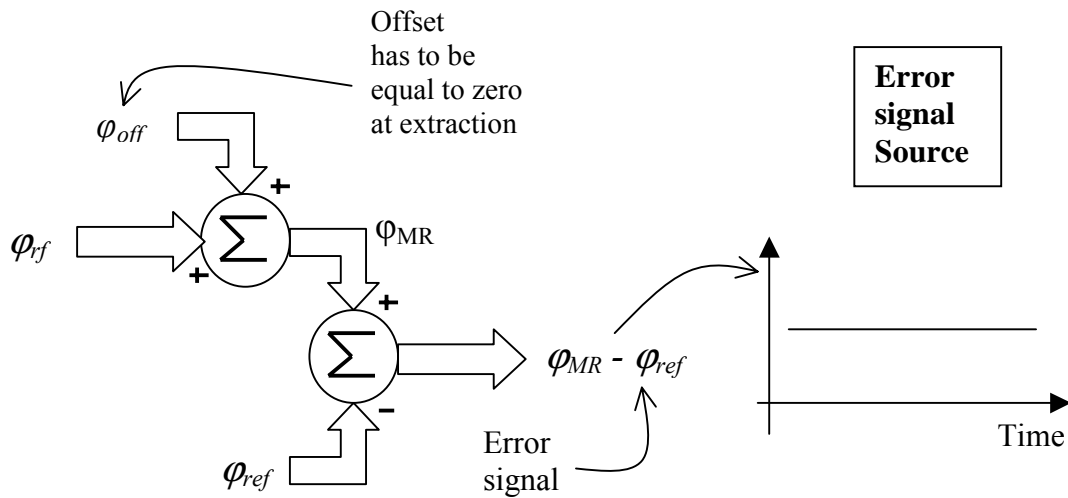 Offset
has to be
equal to zero
at extraction
Error
signal
Source
φoff
+
φrf
Σ
φMR
+
+
Σ
φMR - φref
-
Error
signal
φref
Time